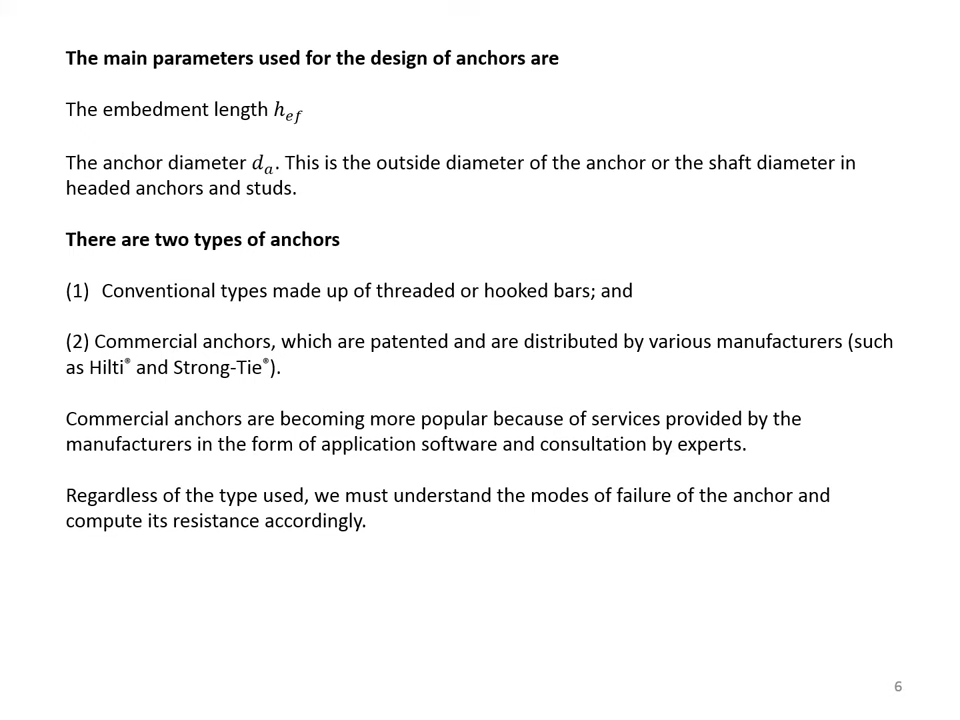 The main parameters used for the design of anchors are
The embedment length h_ef
The anchor diameter d_a. This is the outside diameter of the anchor or the shaft diameter in
headed anchors and studs.
There are two types of anchors
(1) Conventional types made up of threaded or hooked bars; and
(2) Commercial anchors, which are patented and are distributed by various manufacturers (such
as Hilti® and Strong-Tie®).
Commercial anchors are becoming more popular because of services provided by the
manufacturers in the form of application software and consultation by experts.
Regardless of the type used, we must understand the modes of failure of the anchor and
compute its resistance accordingly.
6